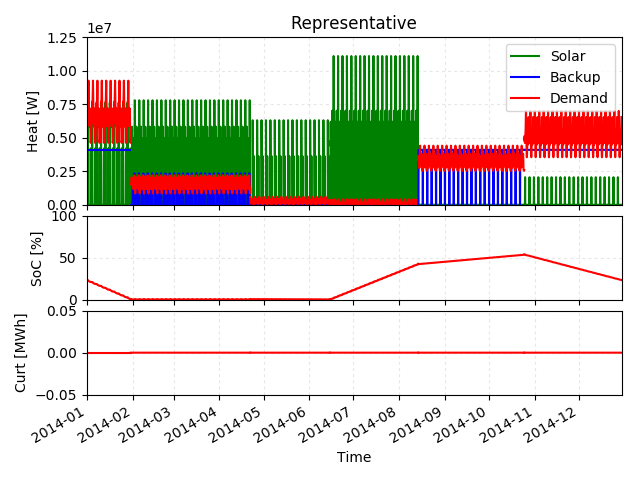 Representative
1e7
1.25
1.00
0.75
0.50
0.25
0.00
Heat [W]
Solar
Backup
Demand
100
50
0
SoC [%]
0.05
0.00
−0.05
Curt [MWh]
2014-01
2014-02
2014-03
2014-04
2014-05
2014-06
2014-07
2014-08
2014-09
2014-10
2014-11
2014-12
Time